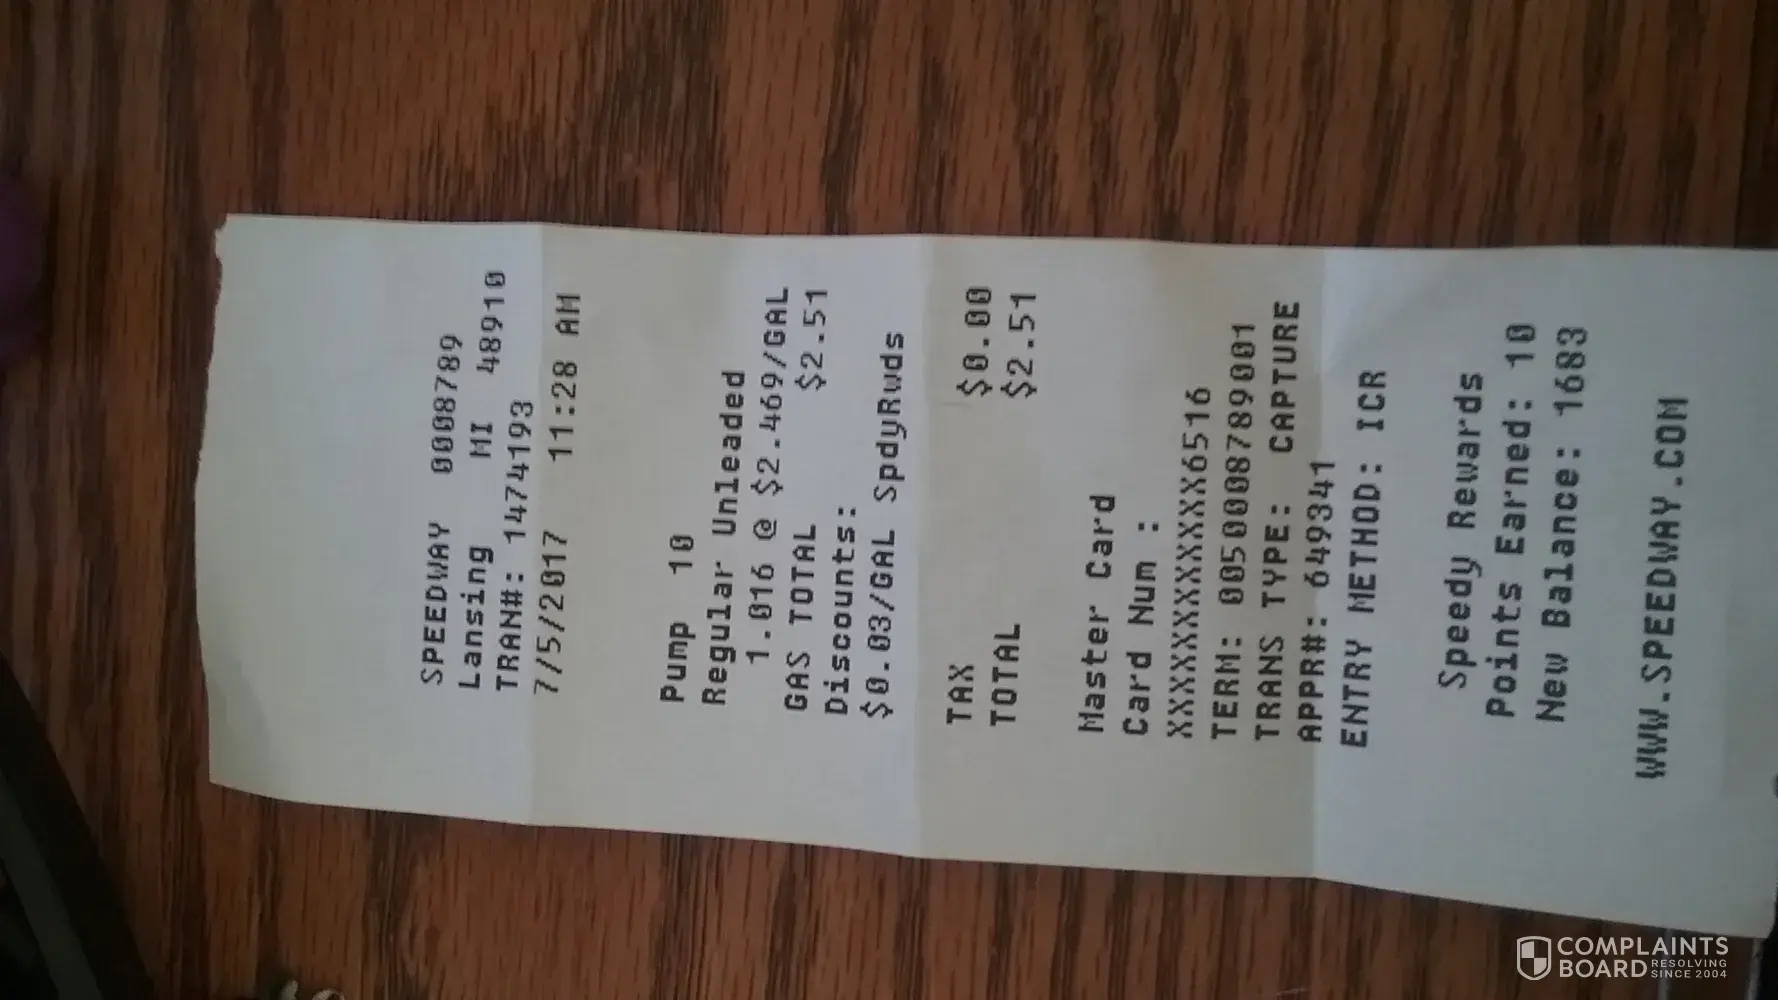 SPEEDWAY 0008789
Lansing MI 48910
TRAN#: 1474193
7/5/2017 11:28 AM
Pump 10
Regular Unleaded
1.016 @ $2.469/GAL
GAS TOTAL $2.51
Discounts:
$0.03/GAL SpdyRwds
TAX $0.00
TOTAL $2.51
Master Card
Card Num :
XXXXXXXXXXXX6516
TERM: 0050008789001
TRANS TYPE: CAPTURE
APPR#: 649341
ENTRY METHOD: ICR
Speedy Rewards
Points Earned: 10
New Balance: 1683
WWW.SPEEDWAY.COM
COMPLAINTS
BOARD RESOLVING SINCE 2004